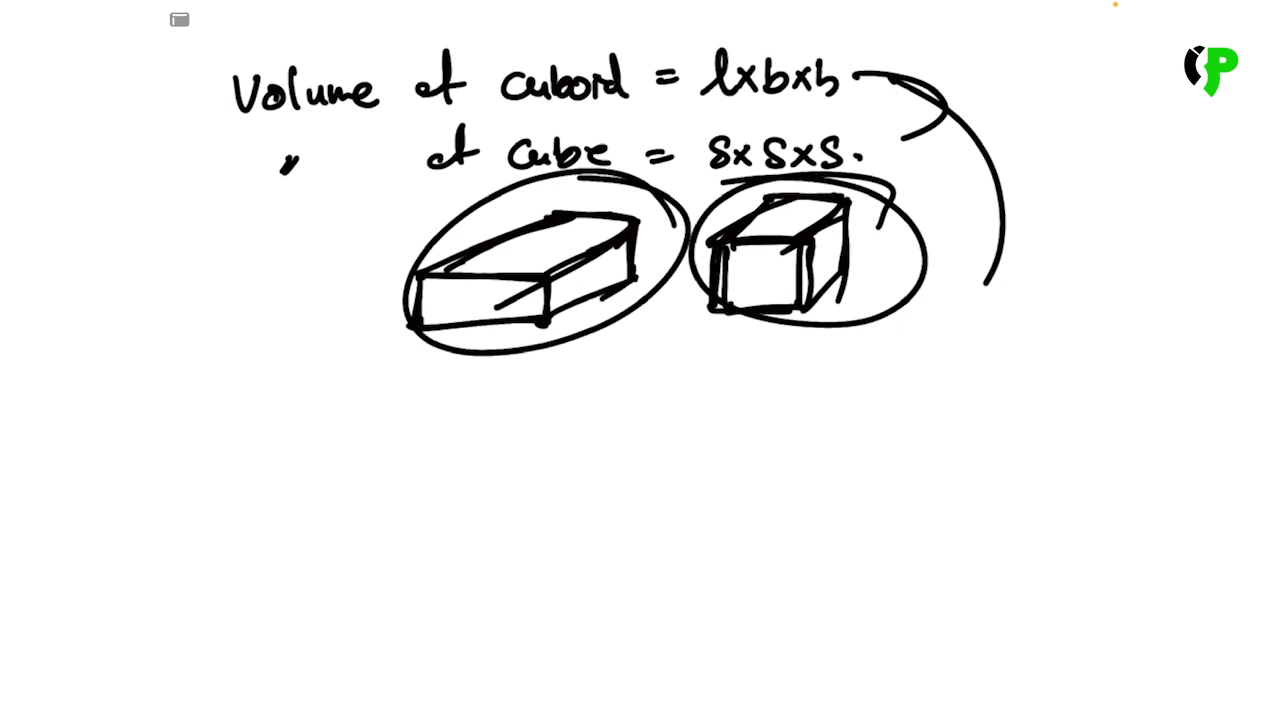 Volume of cuboid = l×b×h
" of cube = s×s×s.
P